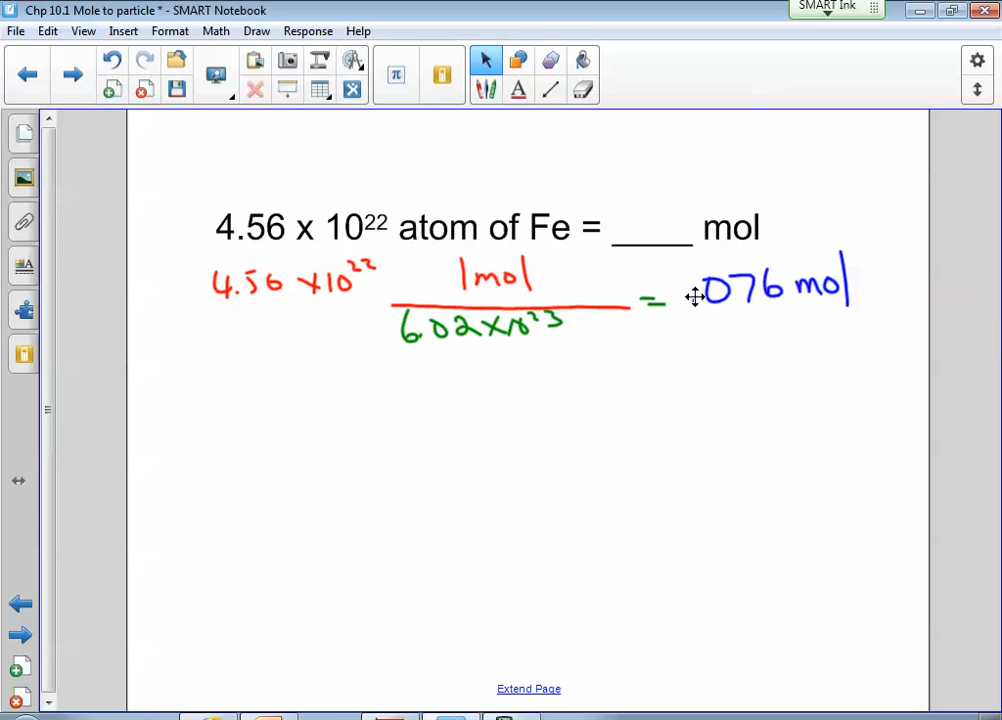 Chp 10.1 Mole to particle * - SMART Notebook
SMART Ink
File Edit View Insert Format Math Draw Response Help
4.56 x 10²² atom of Fe = ____ mol
4.56 x10²² 1mol
= .076 mol
6.02x10²³
Extend Page